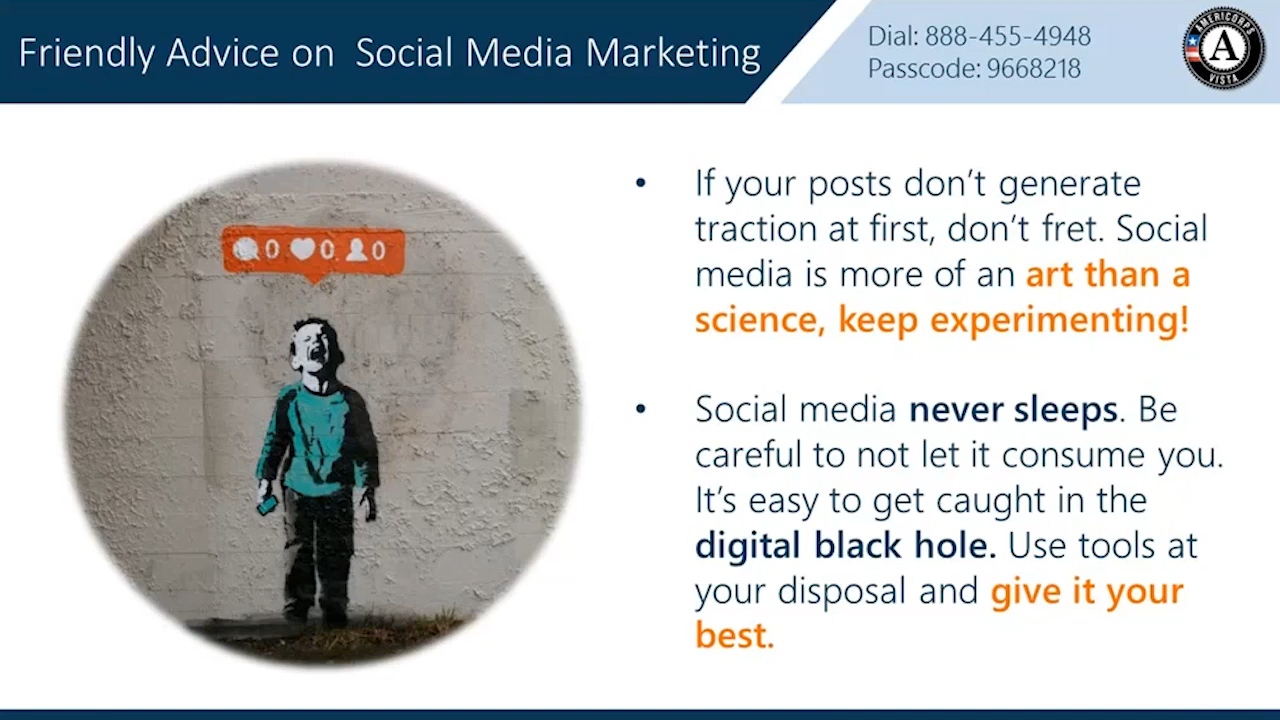 Friendly Advice on Social Media Marketing
Dial: 888-455-4948
Passcode: 9668218
AMERICORPS
A
VISTA
0 0 0
• If your posts don’t generate
traction at first, don’t fret. Social
media is more of an art than a
science, keep experimenting!
• Social media never sleeps. Be
careful to not let it consume you.
It’s easy to get caught in the
digital black hole. Use tools at
your disposal and give it your
best.